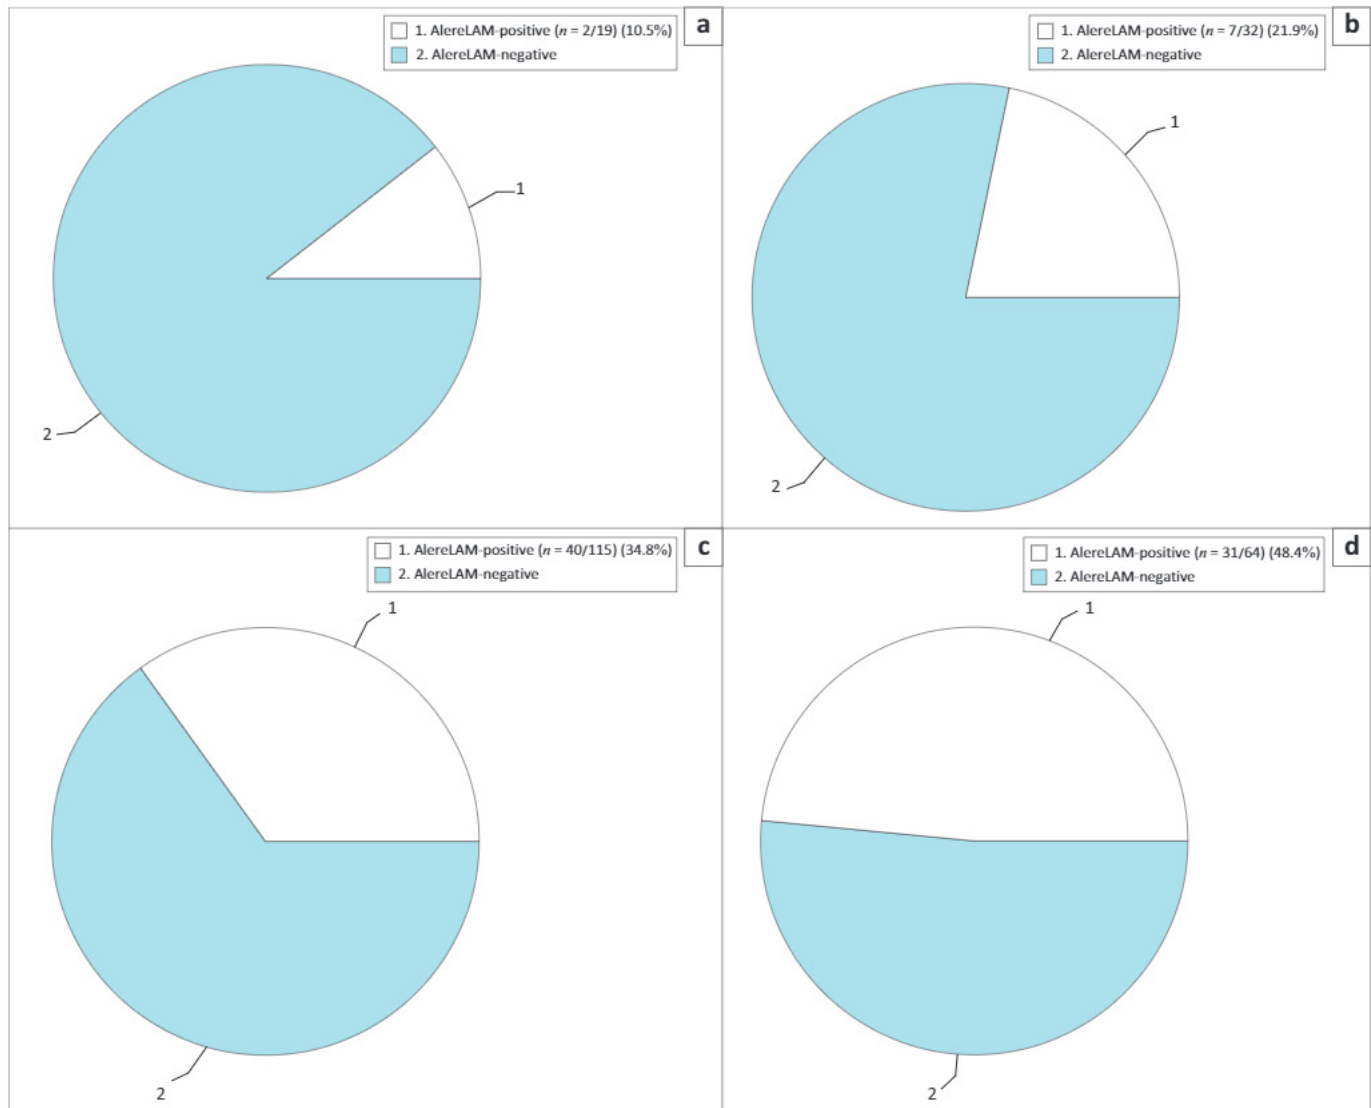 1. AlereLAM-positive (n = 2/19) (10.5%)
2. AlereLAM-negative
a
1
2
1. AlereLAM-positive (n = 7/32) (21.9%)
2. AlereLAM-negative
b
1
2
1. AlereLAM-positive (n = 40/115) (34.8%)
2. AlereLAM-negative
c
1
2
1. AlereLAM-positive (n = 31/64) (48.4%)
2. AlereLAM-negative
d
1
2